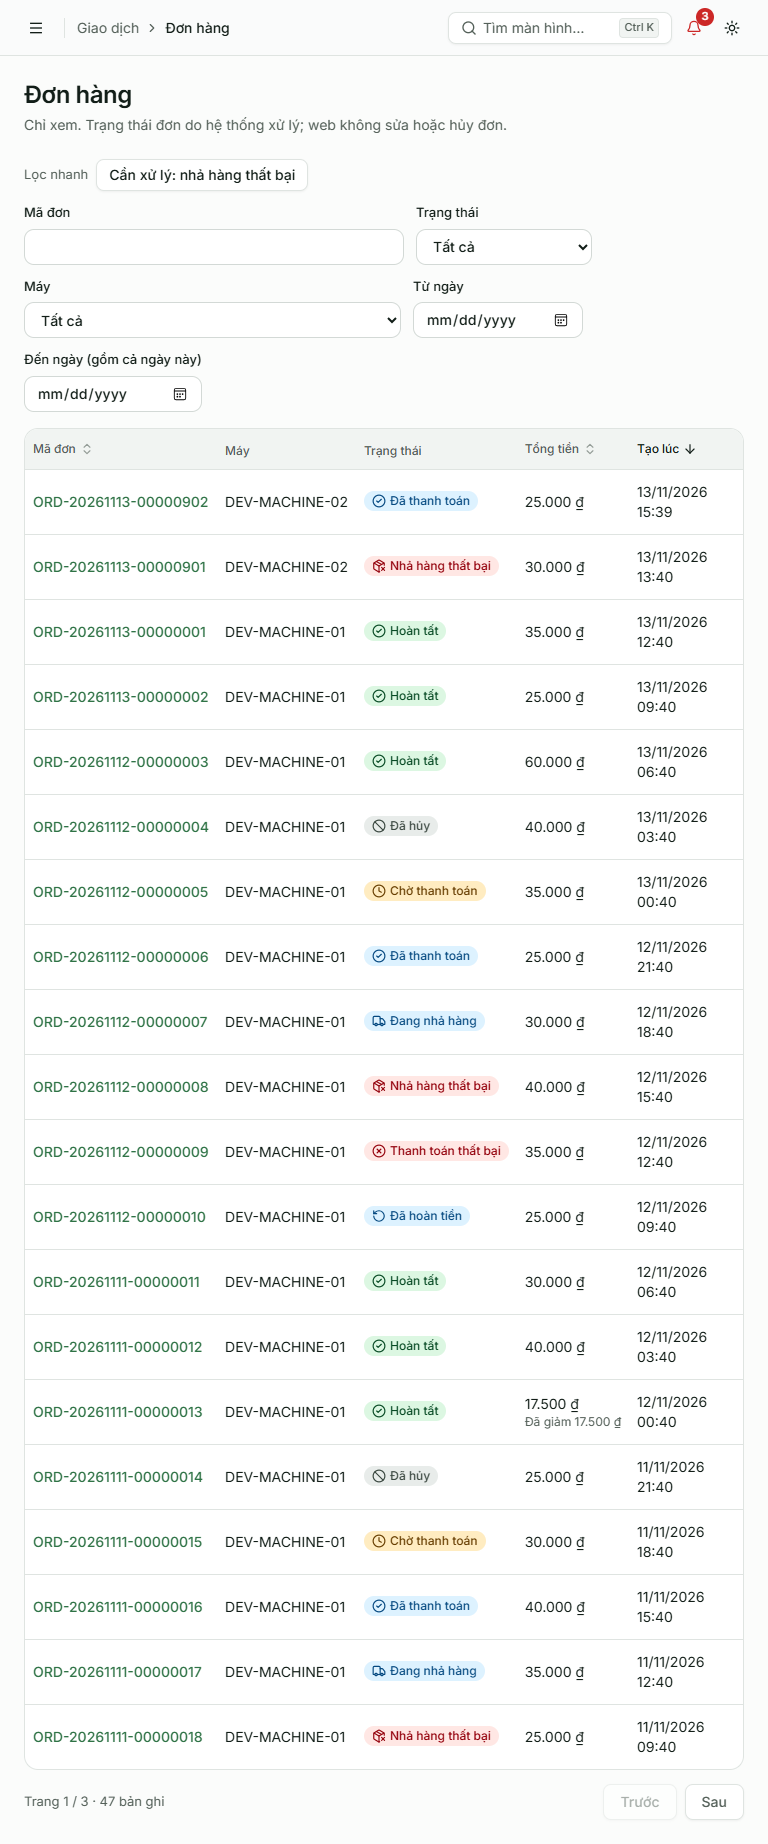 Giao dịch > Đơn hàng
Tìm màn hình... Ctrl K 3
Đơn hàng
Chỉ xem. Trạng thái đơn do hệ thống xử lý; web không sửa hoặc hủy đơn.
Lọc nhanh Cần xử lý: nhả hàng thất bại
Mã đơn Trạng thái
Tất cả
Máy Từ ngày
Tất cả mm/dd/yyyy
Đến ngày (gồm cả ngày này)
mm/dd/yyyy
Mã đơn Máy Trạng thái Tổng tiền Tạo lúc
ORD-20261113-00000902 DEV-MACHINE-02 Đã thanh toán 25.000 ₫ 13/11/2026 15:39
ORD-20261113-00000901 DEV-MACHINE-02 Nhả hàng thất bại 30.000 ₫ 13/11/2026 13:40
ORD-20261113-00000001 DEV-MACHINE-01 Hoàn tất 35.000 ₫ 13/11/2026 12:40
ORD-20261113-00000002 DEV-MACHINE-01 Hoàn tất 25.000 ₫ 13/11/2026 09:40
ORD-20261112-00000003 DEV-MACHINE-01 Hoàn tất 60.000 ₫ 13/11/2026 06:40
ORD-20261112-00000004 DEV-MACHINE-01 Đã hủy 40.000 ₫ 13/11/2026 03:40
ORD-20261112-00000005 DEV-MACHINE-01 Chờ thanh toán 35.000 ₫ 13/11/2026 00:40
ORD-20261112-00000006 DEV-MACHINE-01 Đã thanh toán 25.000 ₫ 12/11/2026 21:40
ORD-20261112-00000007 DEV-MACHINE-01 Đang nhả hàng 30.000 ₫ 12/11/2026 18:40
ORD-20261112-00000008 DEV-MACHINE-01 Nhả hàng thất bại 40.000 ₫ 12/11/2026 15:40
ORD-20261112-00000009 DEV-MACHINE-01 Thanh toán thất bại 35.000 ₫ 12/11/2026 12:40
ORD-20261112-00000010 DEV-MACHINE-01 Đã hoàn tiền 25.000 ₫ 12/11/2026 09:40
ORD-20261111-00000011 DEV-MACHINE-01 Hoàn tất 30.000 ₫ 12/11/2026 06:40
ORD-20261111-00000012 DEV-MACHINE-01 Hoàn tất 40.000 ₫ 12/11/2026 03:40
ORD-20261111-00000013 DEV-MACHINE-01 Hoàn tất 17.500 ₫ Đã giảm 17.500 ₫ 12/11/2026 00:40
ORD-20261111-00000014 DEV-MACHINE-01 Đã hủy 25.000 ₫ 11/11/2026 21:40
ORD-20261111-00000015 DEV-MACHINE-01 Chờ thanh toán 30.000 ₫ 11/11/2026 18:40
ORD-20261111-00000016 DEV-MACHINE-01 Đã thanh toán 40.000 ₫ 11/11/2026 15:40
ORD-20261111-00000017 DEV-MACHINE-01 Đang nhả hàng 35.000 ₫ 11/11/2026 12:40
ORD-20261111-00000018 DEV-MACHINE-01 Nhả hàng thất bại 25.000 ₫ 11/11/2026 09:40
Trang 1 / 3 · 47 bản ghi Trước Sau